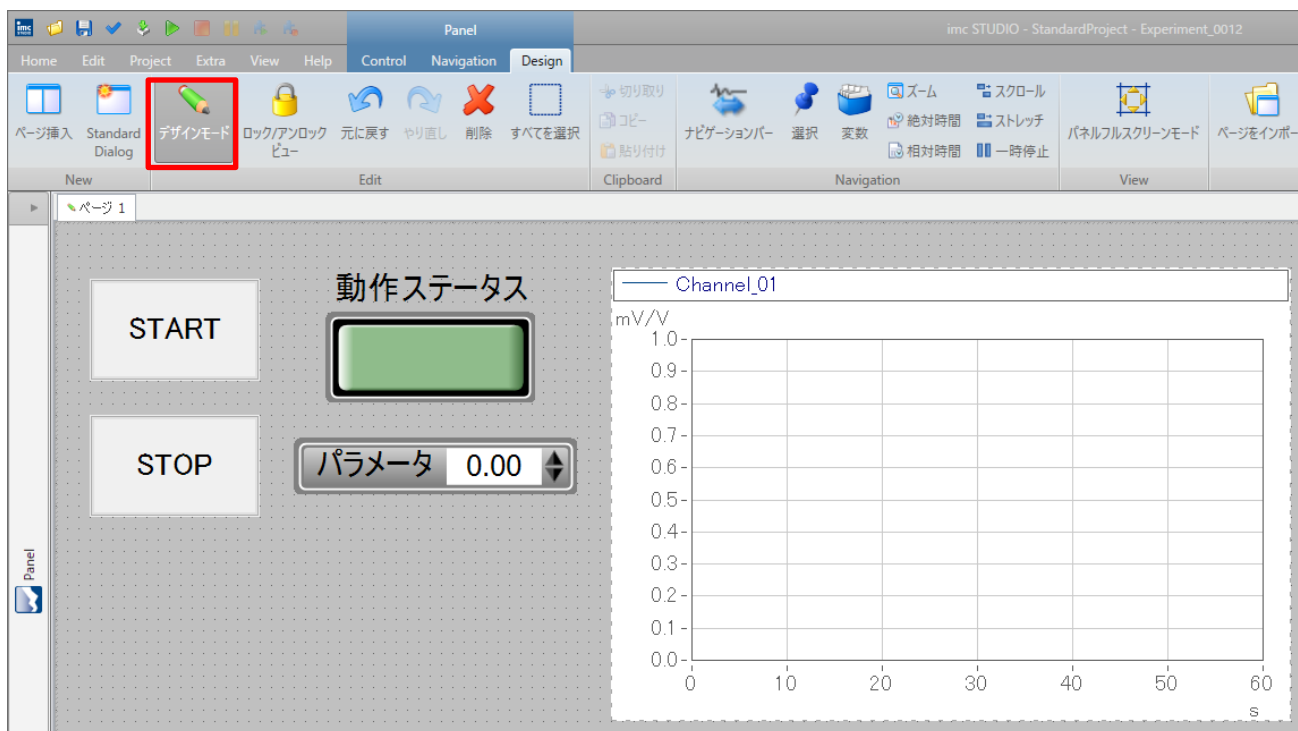 imc
STUDIO
Panel
imc STUDIO - StandardProject - Experiment_0012
Home Edit Project Extra View Help Control Navigation Design
ページ挿入
Standard
Dialog
デザインモード
ロック/アンロック
ビュー
元に戻す
やり直し
削除
すべてを選択
切り取り
コピー
貼り付け
ナビゲーションバー
選択
変数
ズーム
絶対時間
相対時間
スクロール
ストレッチ
一時停止
パネルフルスクリーンモード
ページをインポー
New Edit Clipboard Navigation View
ページ 1
START
動作ステータス
STOP
パラメータ 0.00
Panel
Channel_01
mV/V
1.0
0.9
0.8
0.7
0.6
0.5
0.4
0.3
0.2
0.1
0.0
0 10 20 30 40 50 60
s